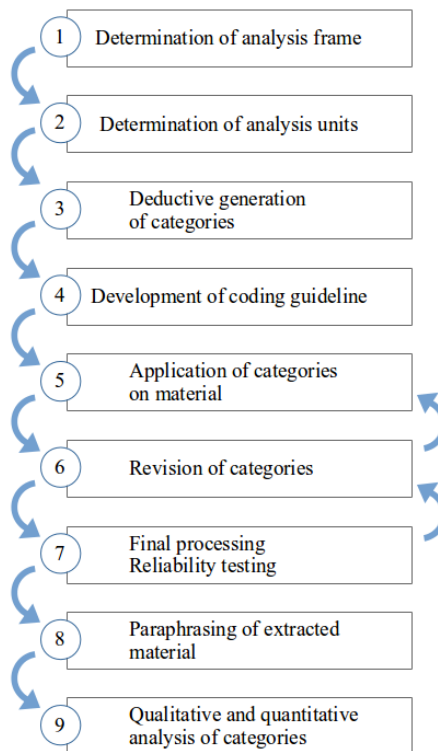 1 Determination of analysis frame
2 Determination of analysis units
3 Deductive generation
of categories
4 Development of coding guideline
5 Application of categories
on material
6 Revision of categories
7 Final processing
Reliability testing
8 Paraphrasing of extracted
material
9 Qualitative and quantitative
analysis of categories